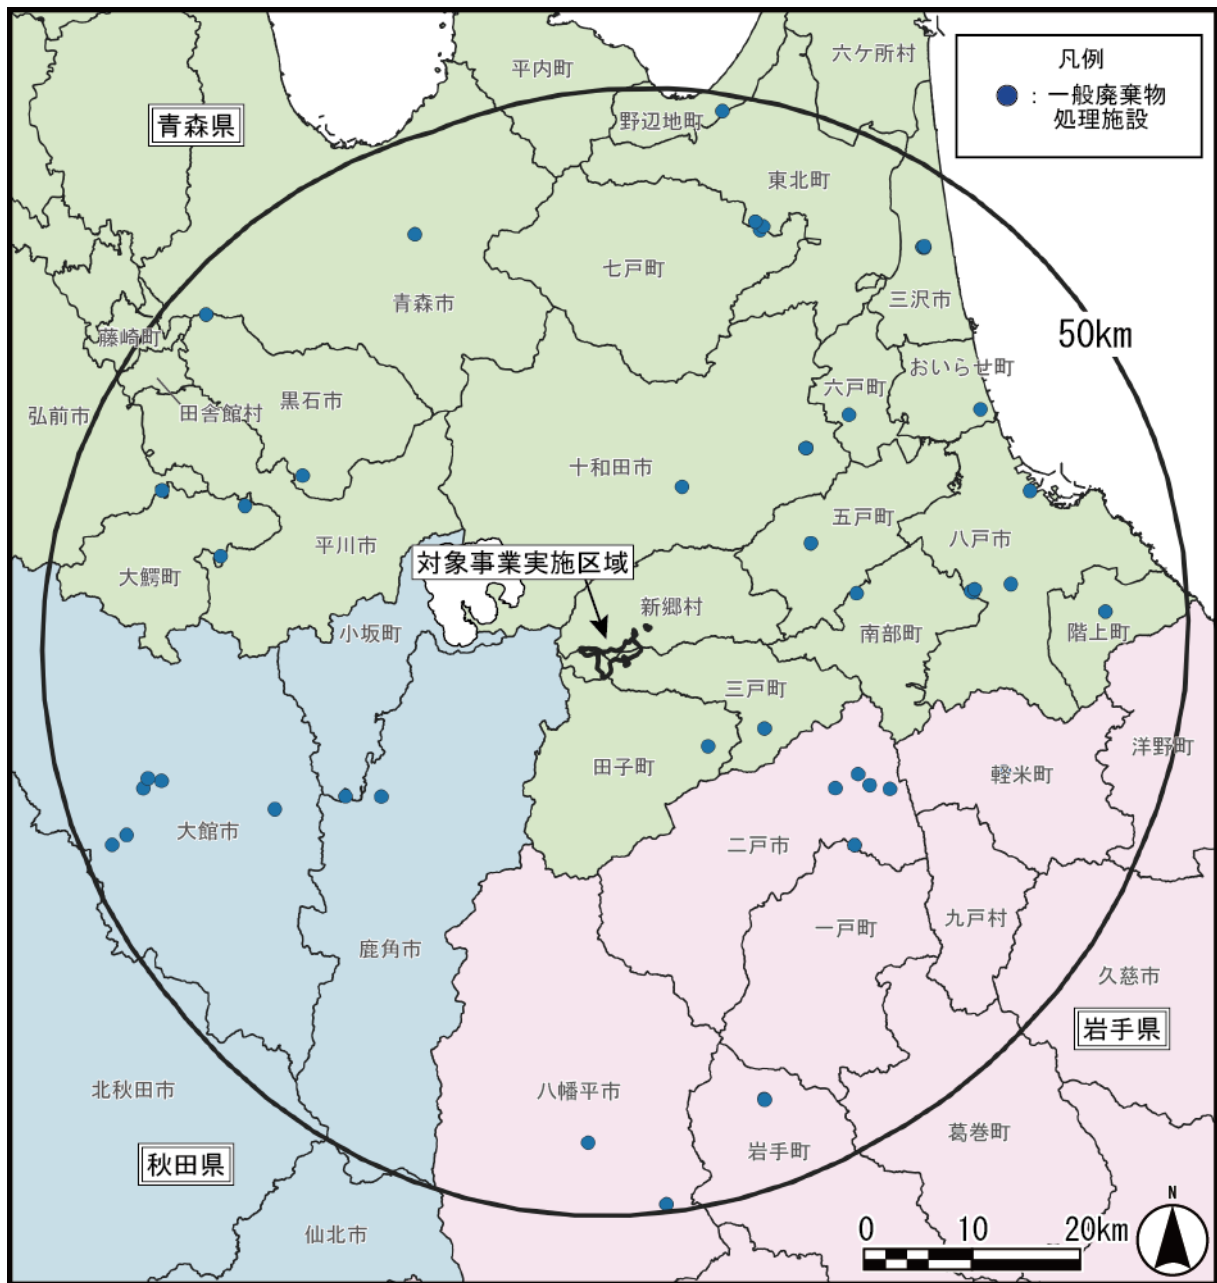 六ケ所村
平内町
凡例
：一般廃棄物
処理施設
青森県
野辺地町
東北町
七戸町
青森市
三沢市
50km
藤崎町
おいらせ町
六戸町
黒石市
田舎館村
弘前市
十和田市
五戸町
八戸市
平川市
対象事業実施区域
大鰐町
新郷村
小坂町
南部町
階上町
三戸町
洋野町
田子町
軽米町
大館市
二戸市
鹿角市
一戸町
九戸村
久慈市
岩手県
北秋田市
八幡平市
葛巻町
岩手町
秋田県
仙北市
N
0 10 20km